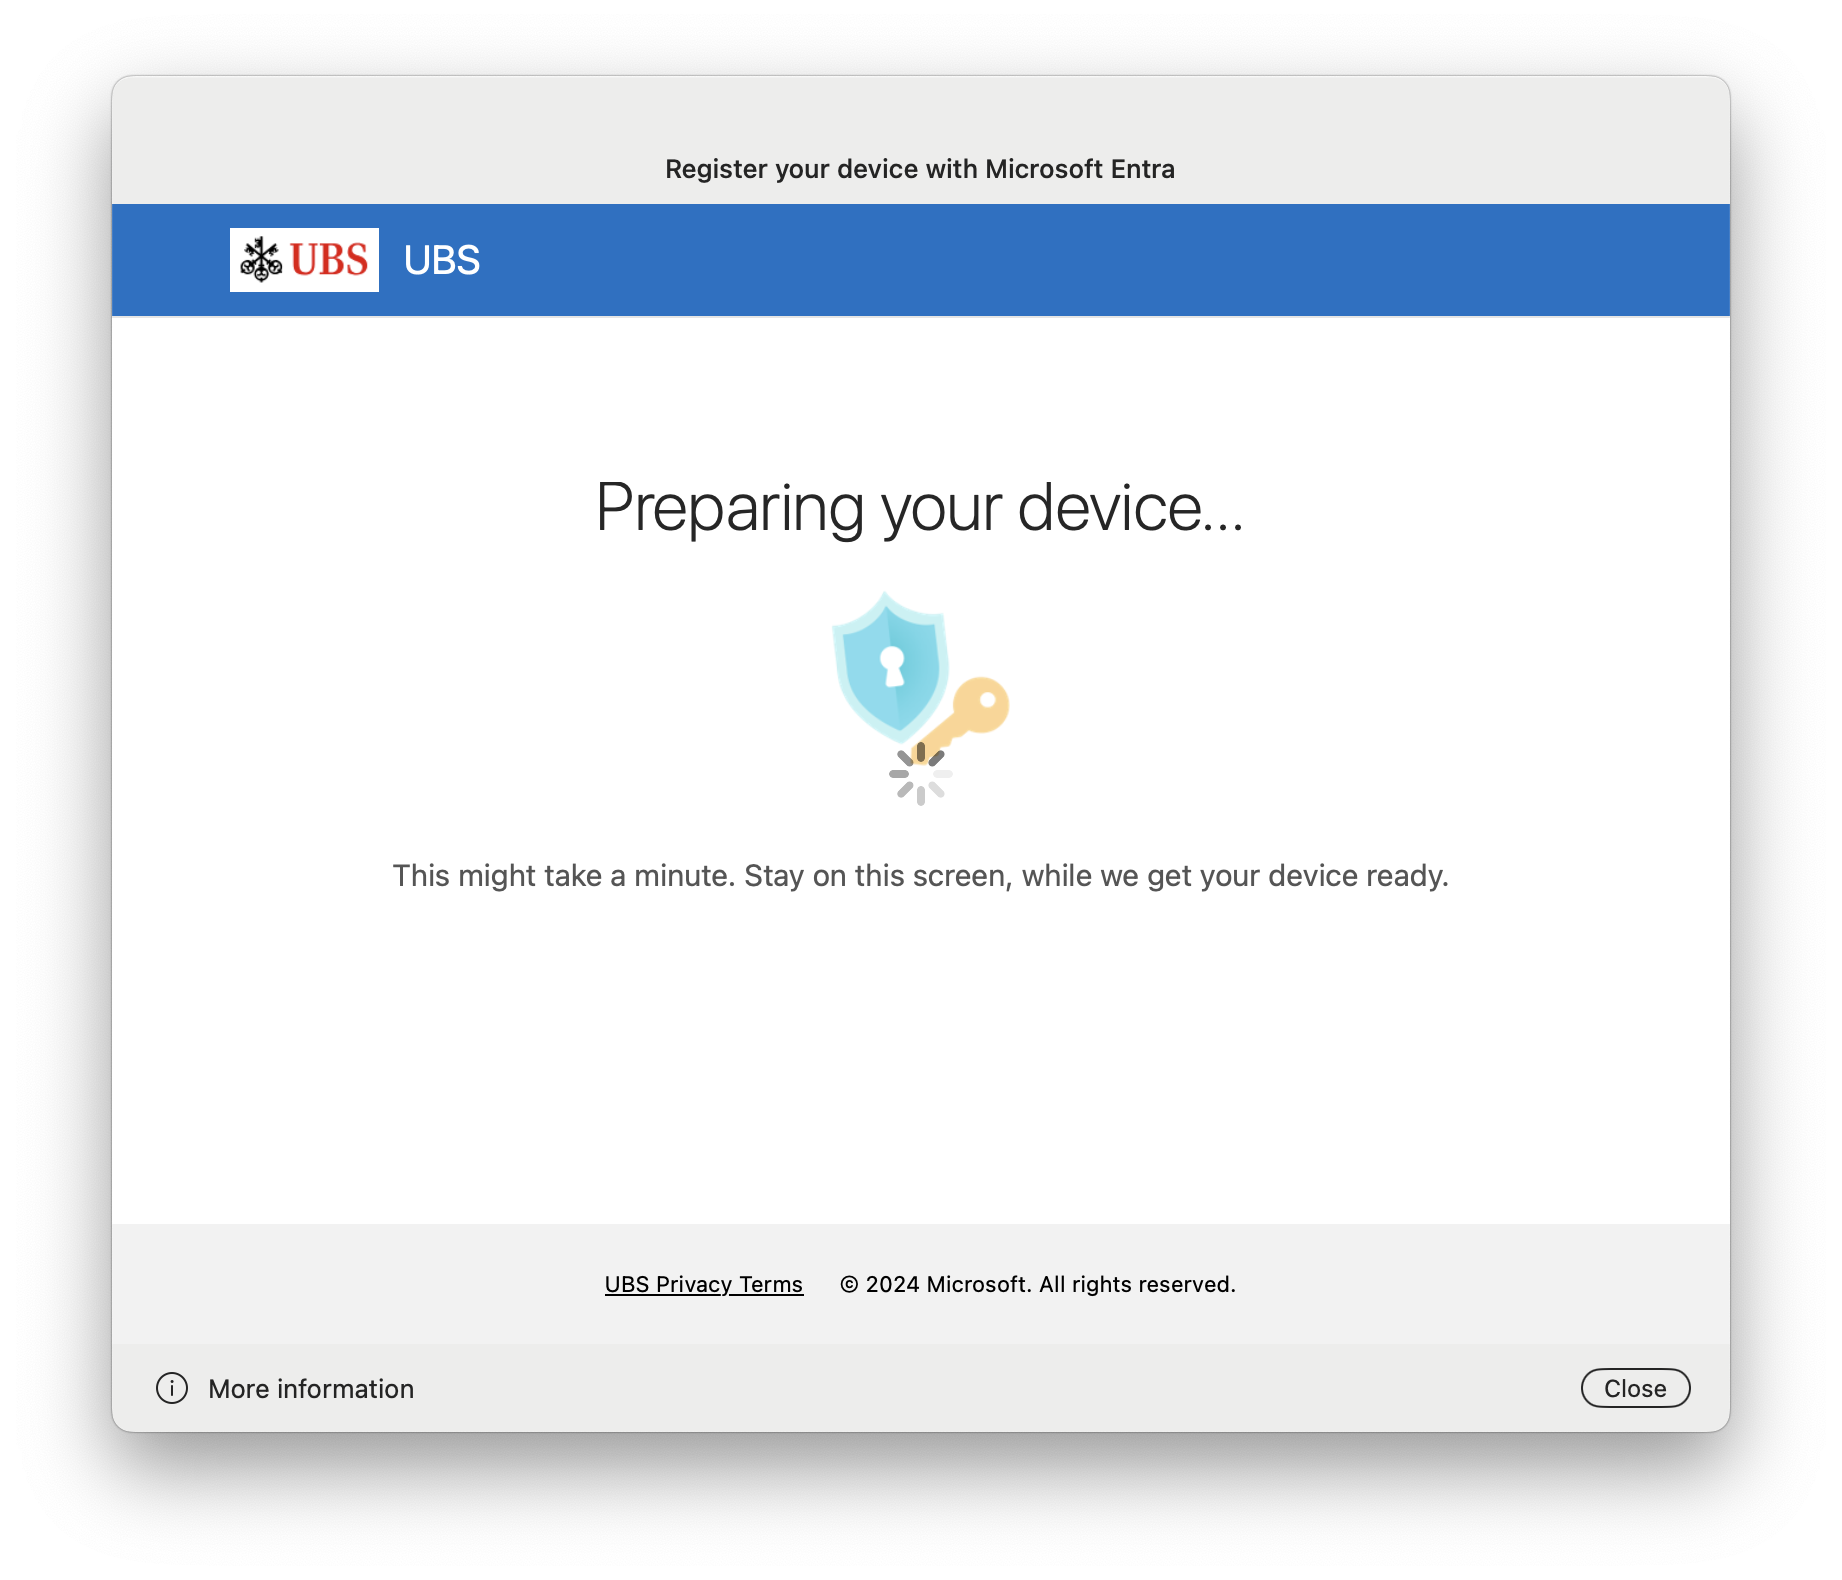 Register your device with Microsoft Entra
UBS UBS
Preparing your device...
This might take a minute. Stay on this screen, while we get your device ready.
UBS Privacy Terms © 2024 Microsoft. All rights reserved.
More information Close